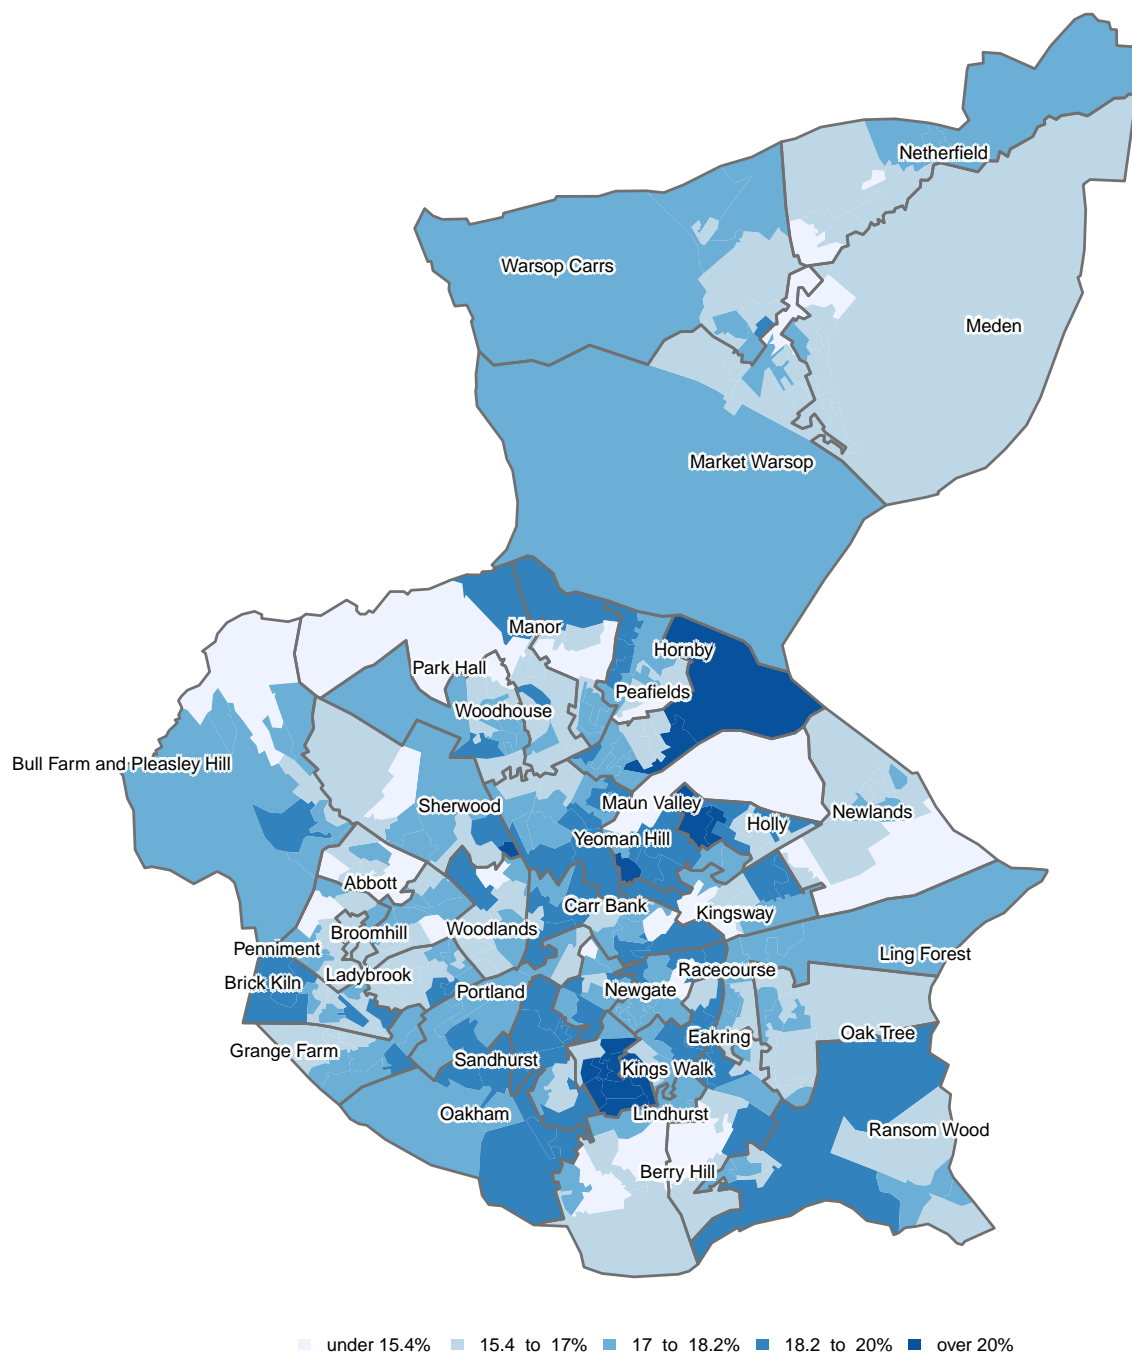 Netherfield
Warsop Carrs
Meden
Market Warsop
Manor
Hornby
Park Hall
Peafields
Woodhouse
Bull Farm and Pleasley Hill
Sherwood
Maun Valley
Newlands
Holly
Yeoman Hill
Abbott
Carr Bank
Kingsway
Woodlands
Broomhill
Penniment
Ling Forest
Racecourse
Ladybrook
Brick Kiln
Portland
Newgate
Oak Tree
Eakring
Grange Farm
Sandhurst
Kings Walk
Oakham
Lindhurst
Ransom Wood
Berry Hill
under 15.4% 15.4 to 17% 17 to 18.2% 18.2 to 20% over 20%